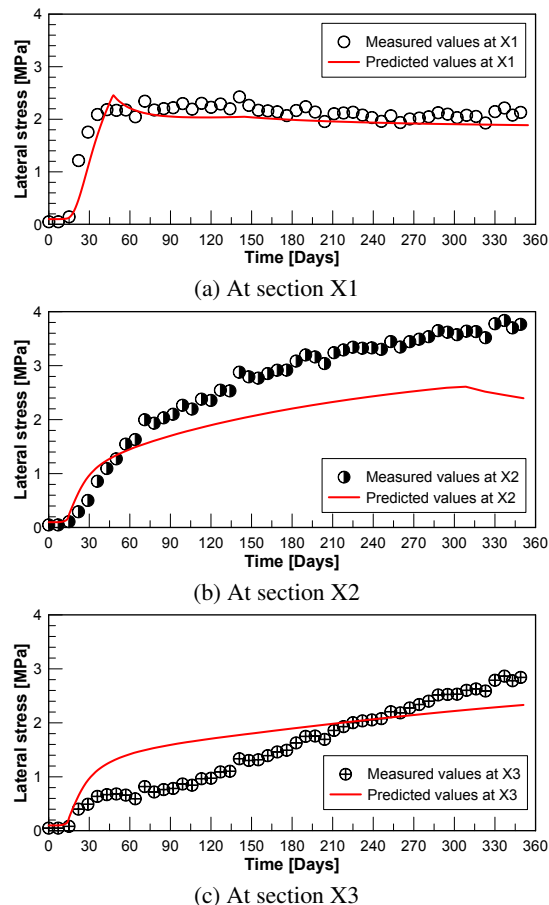 4
3
2
1
0
Lateral stress [MPa]
Measured values at X1
Predicted values at X1
0 30 60 90 120 150 180 210 240 270 300 330 360
Time [Days]
(a) At section X1
4
3
2
1
0
Lateral stress [MPa]
Measured values at X2
Predicted values at X2
0 30 60 90 120 150 180 210 240 270 300 330 360
Time [Days]
(b) At section X2
4
3
2
1
0
Lateral stress [MPa]
Measured values at X3
Predicted values at X3
0 30 60 90 120 150 180 210 240 270 300 330 360
Time [Days]
(c) At section X3